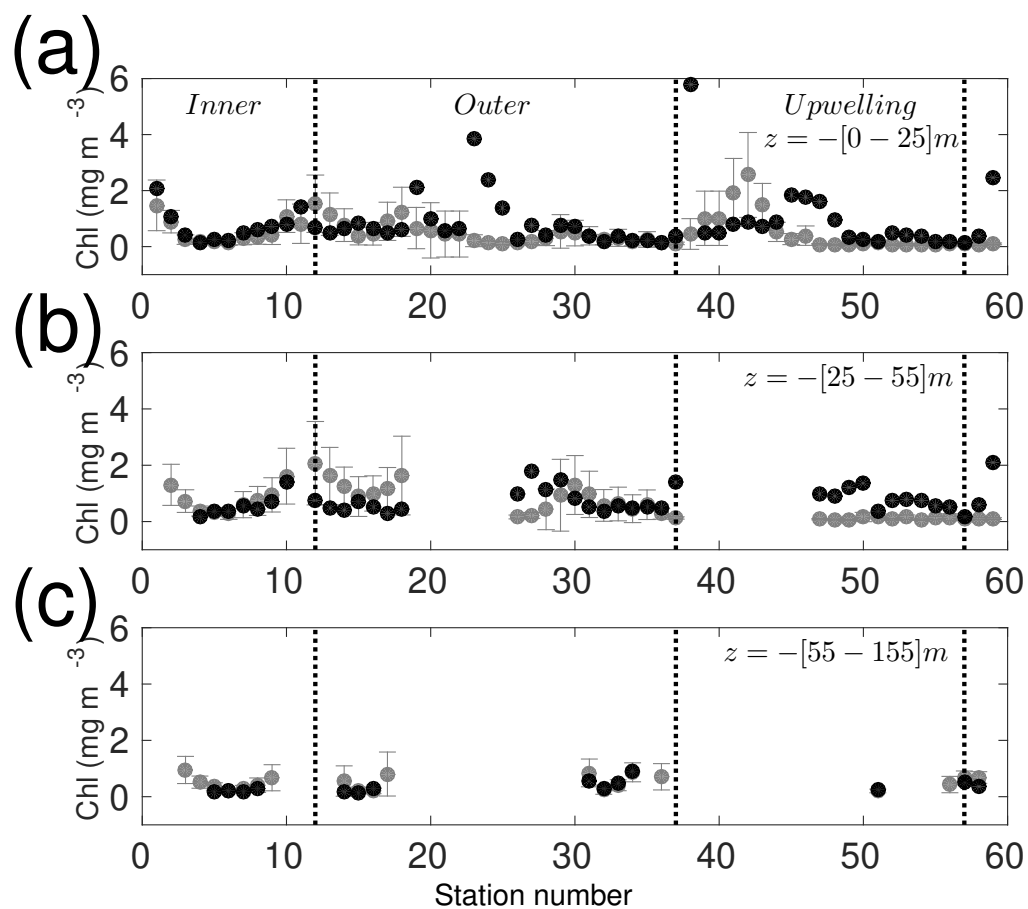 (a)
Chl (mg m -3)
6
4
2
0
Inner Outer Upwelling
z = −[0 − 25]m
0 10 20 30 40 50 60
(b)
Chl (mg m -3)
6
4
2
0
z = −[25 − 55]m
0 10 20 30 40 50 60
(c)
Chl (mg m -3)
6
4
2
0
z = −[55 − 155]m
0 10 20 30 40 50 60
Station number